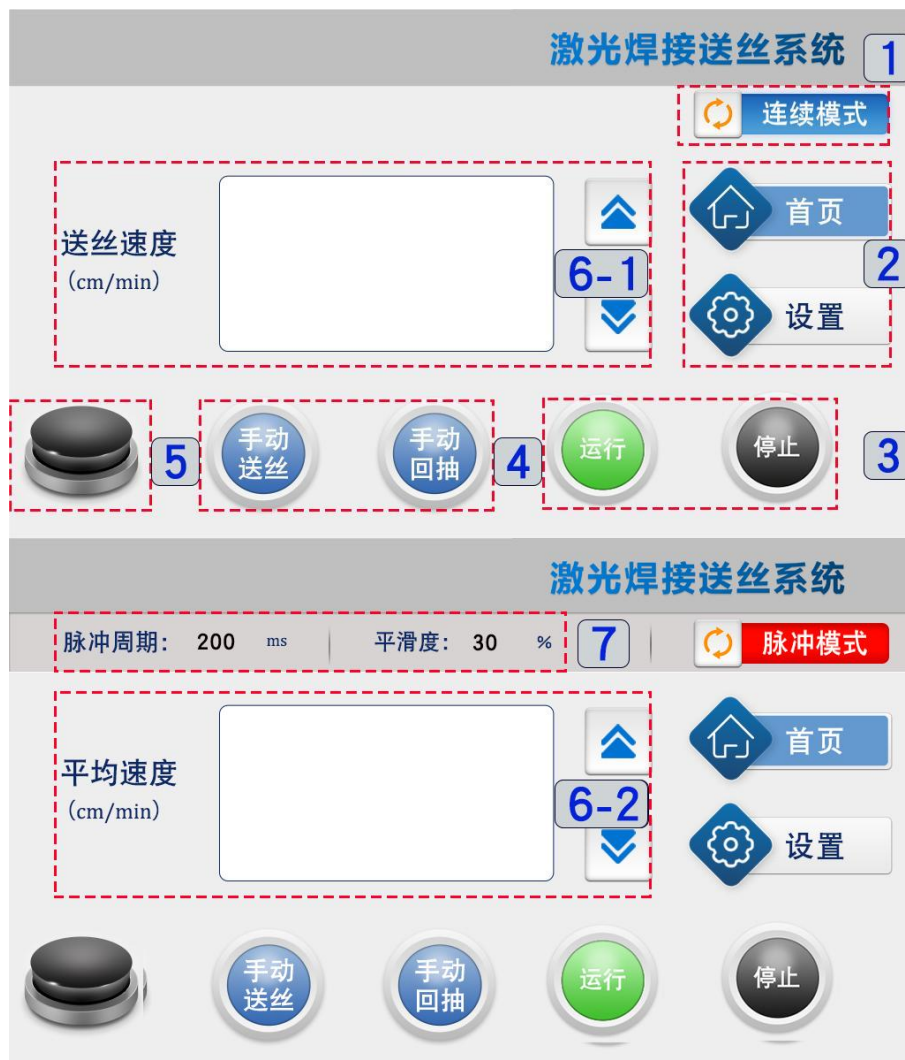 激光焊接送丝系统
1
连续模式
送丝速度
(cm/min)
6-1
首页
2
设置
5
手动
送丝
手动
回抽
4
运行
停止
3
激光焊接送丝系统
脉冲周期： 200 ms 平滑度： 30 %
7
脉冲模式
平均速度
(cm/min)
6-2
首页
设置
手动
送丝
手动
回抽
运行
停止